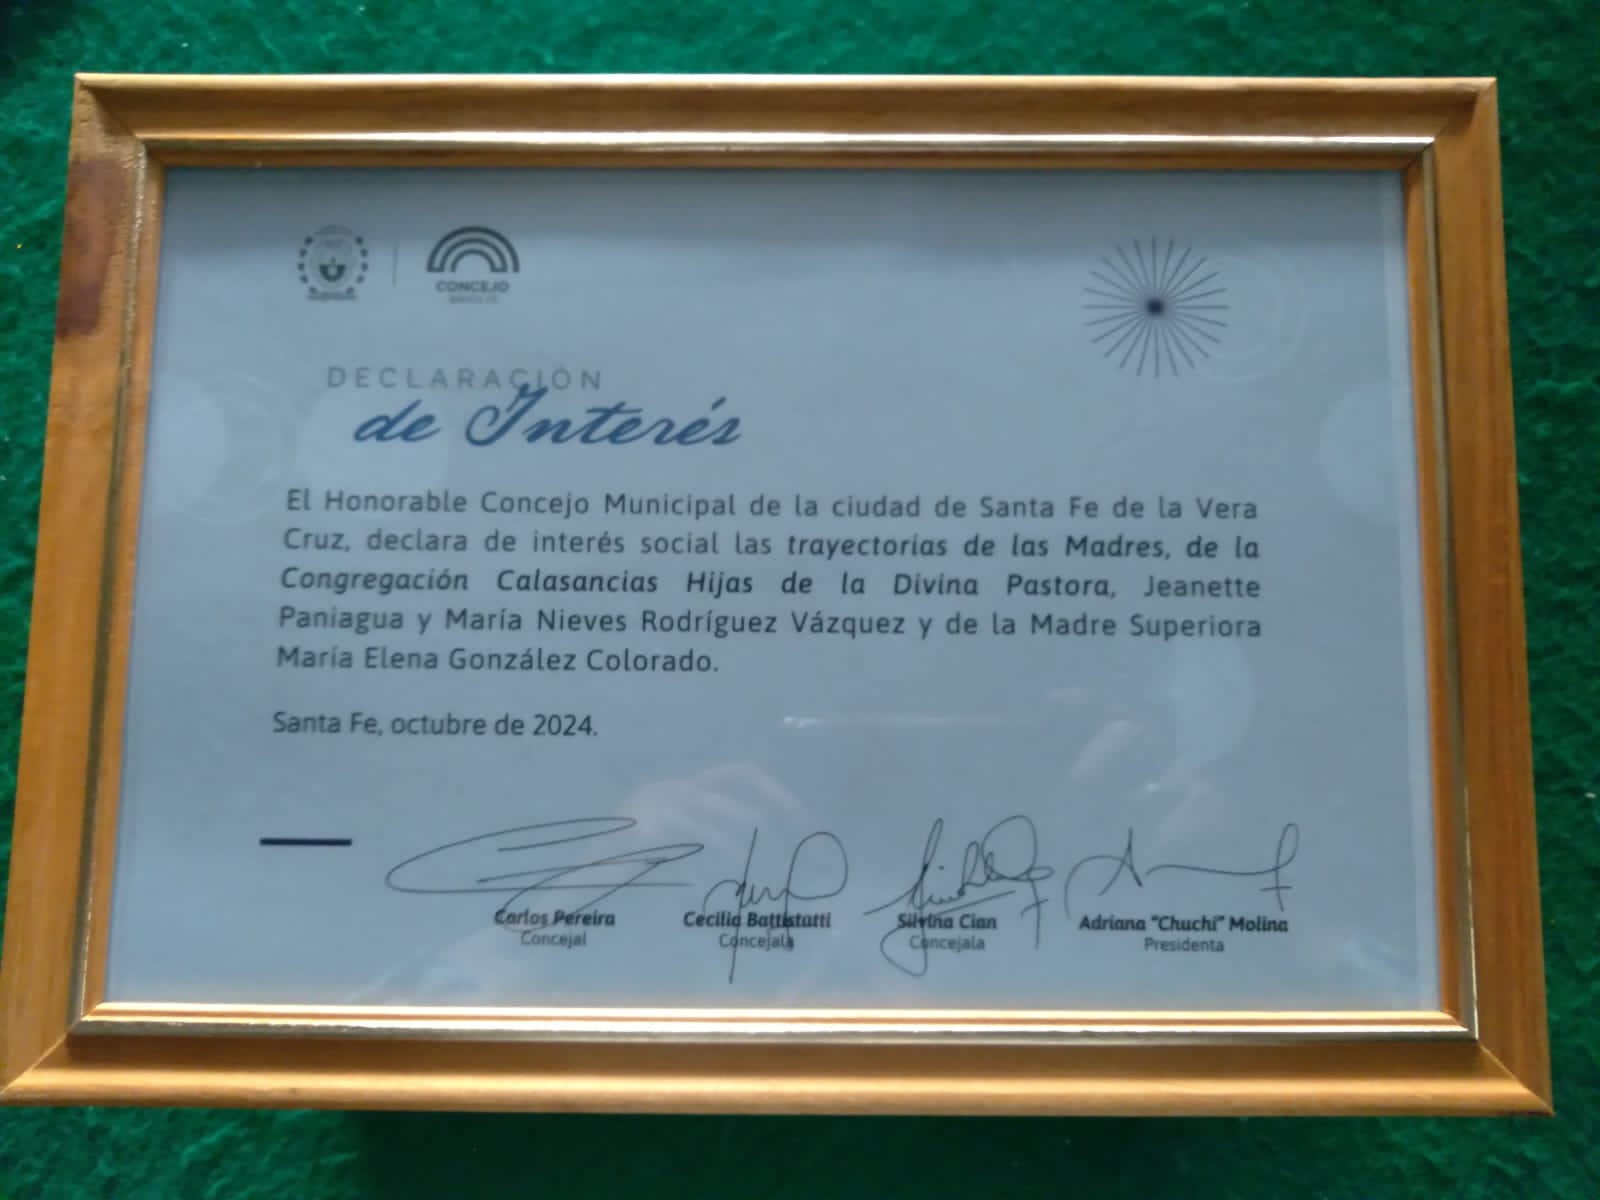 CONCEJO
SANTA FE
DECLARACIÓN
de Interés
El Honorable Concejo Municipal de la ciudad de Santa Fe de la Vera
Cruz, declara de interés social las trayectorias de las Madres, de la
Congregación Calasancias Hijas de la Divina Pastora, Jeanette
Paniagua y María Nieves Rodríguez Vázquez y de la Madre Superiora
María Elena González Colorado.
Santa Fe, octubre de 2024.
Carlos Pereira
Concejal
Cecilia Battistutti
Concejala
Silvina Cian
Concejala
Adriana “Chuchi” Molina
Presidenta